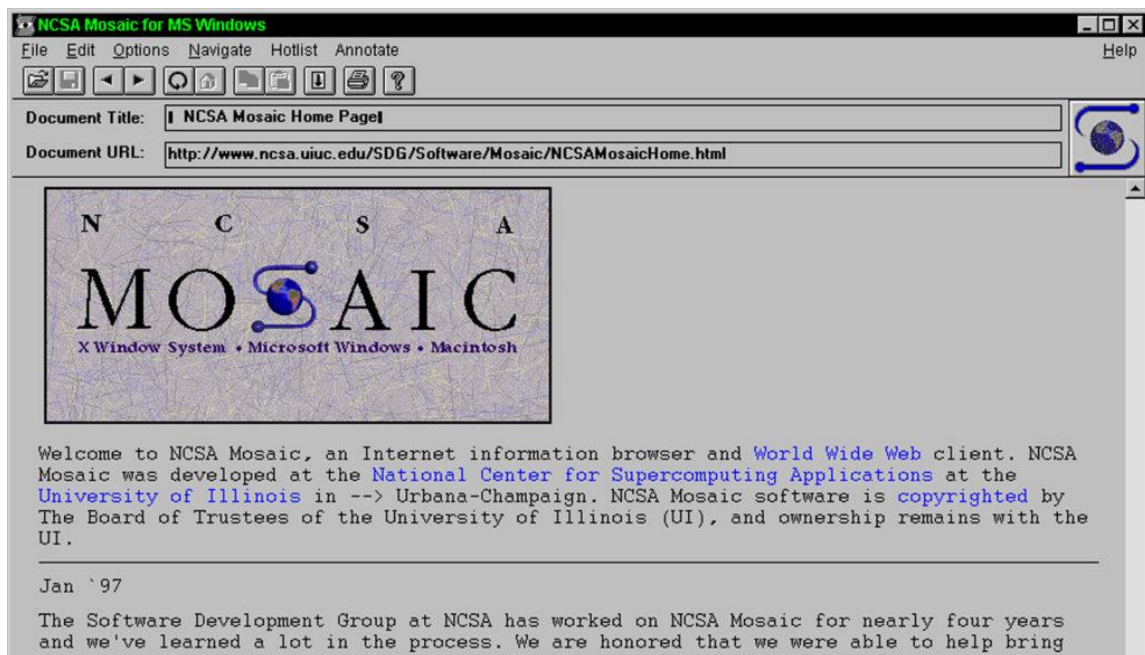 NCSA Mosaic for MS Windows
File Edit Options Navigate Hotlist Annotate Help
Document Title: NCSA Mosaic Home Page
Document URL: http://www.ncsa.uiuc.edu/SDG/Software/Mosaic/NCSAMosaicHome.html
N C S A
MOSAIC
X Window System • Microsoft Windows • Macintosh
Welcome to NCSA Mosaic, an Internet information browser and World Wide Web client. NCSA
Mosaic was developed at the National Center for Supercomputing Applications at the
University of Illinois in --> Urbana-Champaign. NCSA Mosaic software is copyrighted by
The Board of Trustees of the University of Illinois (UI), and ownership remains with the
UI.
Jan `97
The Software Development Group at NCSA has worked on NCSA Mosaic for nearly four years
and we've learned a lot in the process. We are honored that we were able to help bring